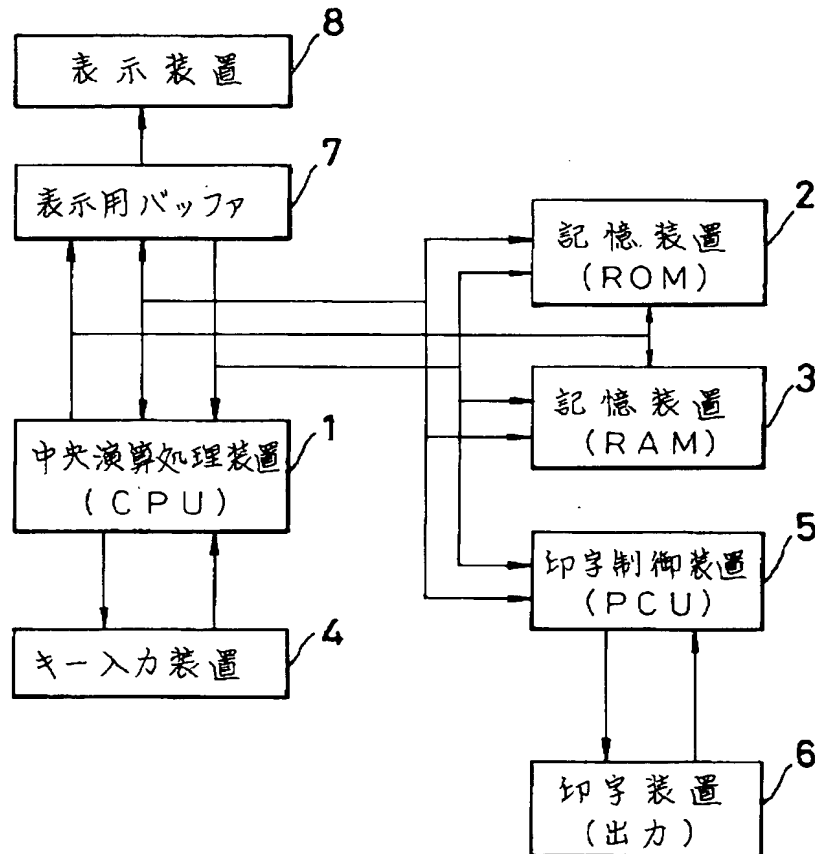 8
表示装置
7
表示用バッファ
2
記憶装置
(ROM)
3
記憶装置
(RAM)
1
中央演算処理装置
(CPU)
5
印字制御装置
(PCU)
4
キー入力装置
6
印字装置
(出力)